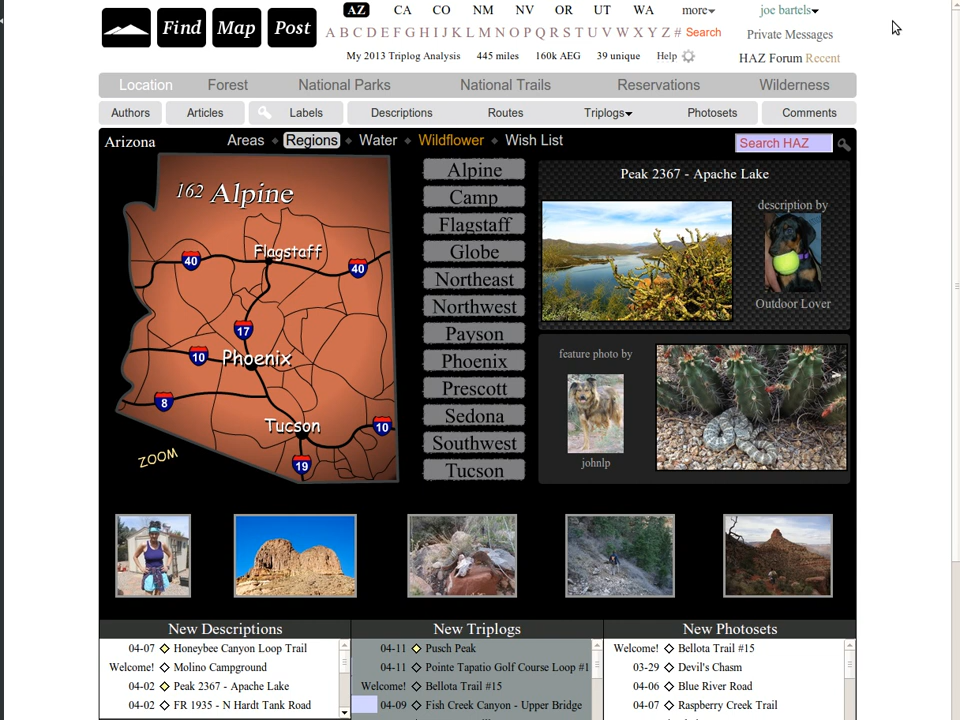 Find Map Post
AZ CA CO NM NV OR UT WA more
A B C D E F G H I J K L M N O P Q R S T U V W X Y Z # Search
My 2013 Triplog Analysis 445 miles 160k AEG 39 unique Help
joe bartels
Private Messages
HAZ Forum Recent
Location Forest National Parks National Trails Reservations Wilderness
Authors Articles Labels Descriptions Routes Triplogs Photosets Comments
Arizona
Areas Regions Water Wildflower Wish List
Search HAZ
162 Alpine
Flagstaff
40
40
17
10
Phoenix
8
Tucson
10
19
ZOOM
Alpine
Camp
Flagstaff
Globe
Northeast
Northwest
Payson
Phoenix
Prescott
Sedona
Southwest
Tucson
Peak 2367 - Apache Lake
description by
Outdoor Lover
feature photo by
johnlp
New Descriptions
04-07 Honeybee Canyon Loop Trail
Welcome! Molino Campground
04-02 Peak 2367 - Apache Lake
04-02 FR 1935 - N Hardt Tank Road
New Triplogs
04-11 Pusch Peak
04-11 Pointe Tapatio Golf Course Loop #1
Welcome! Bellota Trail #15
04-09 Fish Creek Canyon - Upper Bridge
New Photosets
Welcome! Bellota Trail #15
03-29 Devil's Chasm
04-06 Blue River Road
04-07 Raspberry Creek Trail